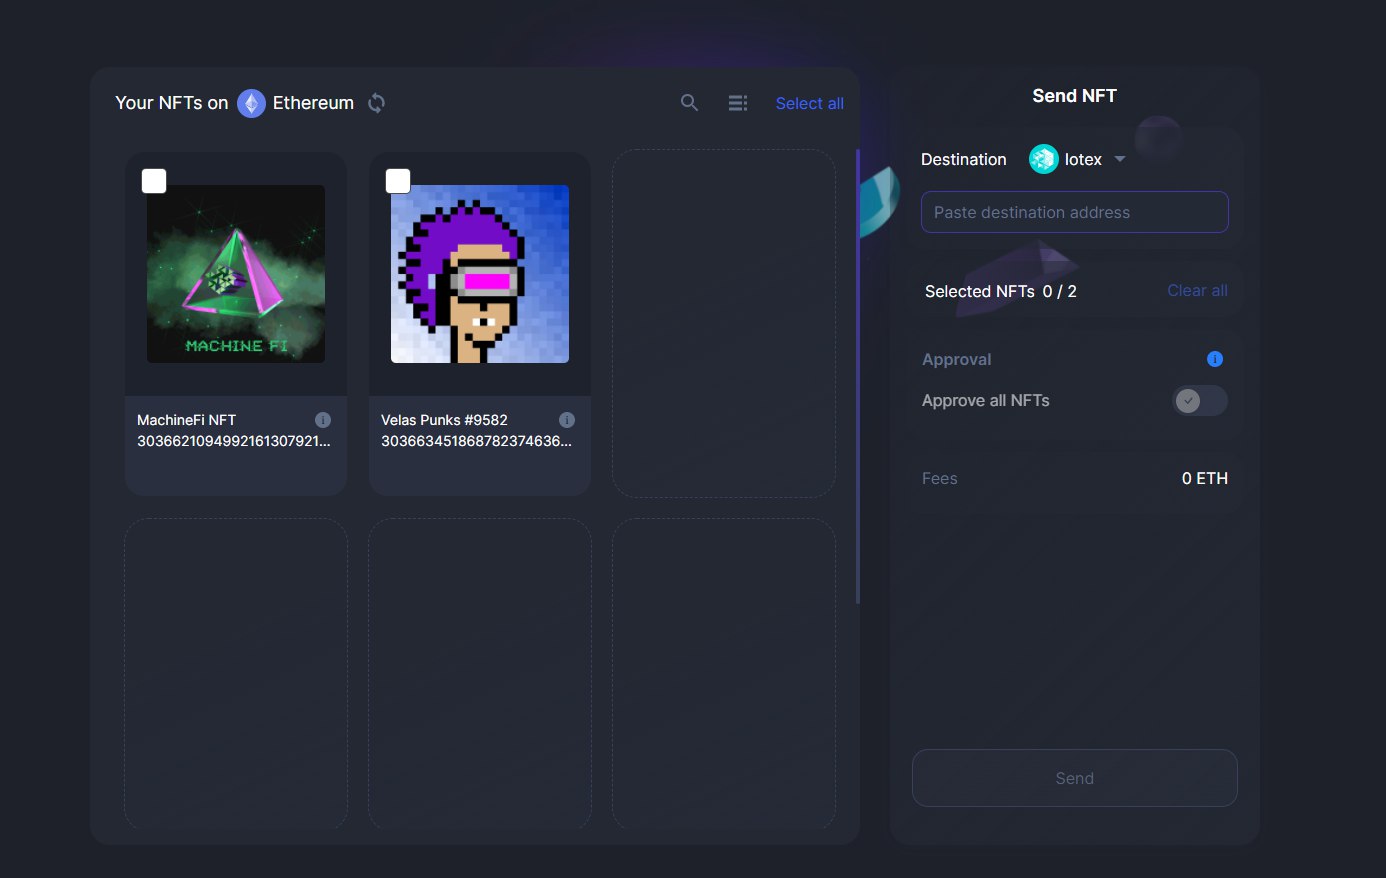 Your NFTs on Ethereum
Select all
MACHINE FI
MachineFi NFT
3036621094992161307921...
Velas Punks #9582
303663451868782374636...
Send NFT
Destination Iotex
Paste destination address
Selected NFTs 0 / 2
Clear all
Approval
Approve all NFTs
Fees
0 ETH
Send